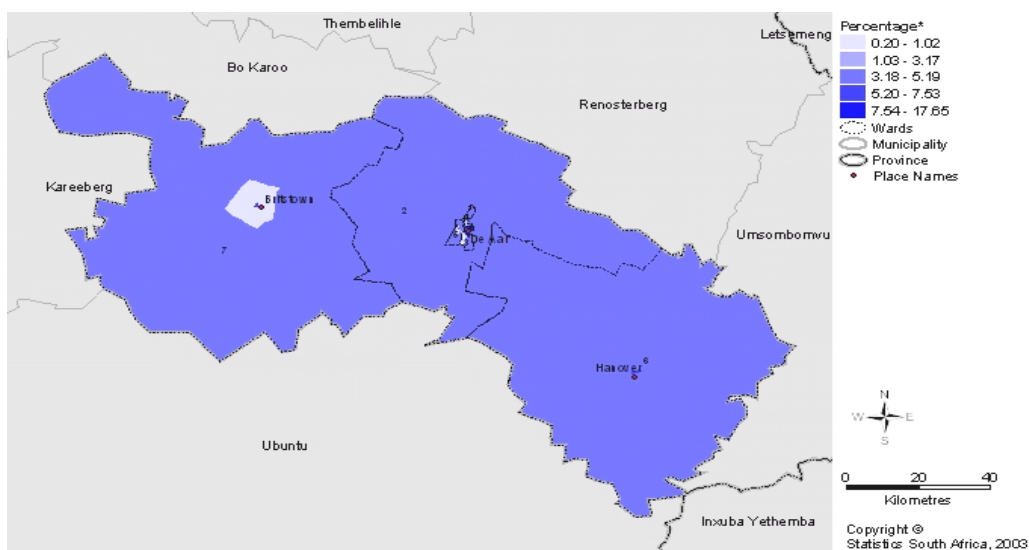 Thembelihle
Letsemeng
Bo Karoo
Renosterberg
Kareeberg
Britstown
2
De Aar
Umsombomvu
7
Hanover
6
Ubuntu
Inxuba Yethemba
Percentage*
0.20 - 1.02
1.03 - 3.17
3.18 - 5.19
5.20 - 7.53
7.54 - 17.65
Wards
Municipality
Province
Place Names
N
W E
S
0 20 40
Kilometres
Copyright ©
Statistics South Africa, 2003